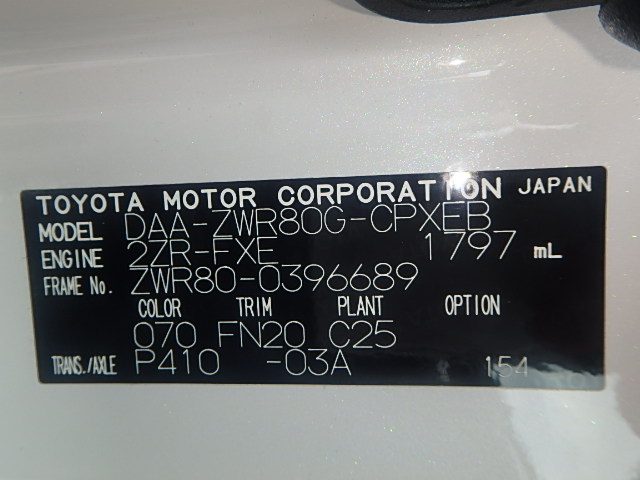 TOYOTA MOTOR CORPORATION JAPAN
MODEL DAA-ZWR80G-CPXEB
ENGINE 2ZR-FXE 1797 mL
FRAME No. ZWR80-0396689
COLOR TRIM PLANT OPTION
070 FN20 C25
TRANS./AXLE P410 -03A 154